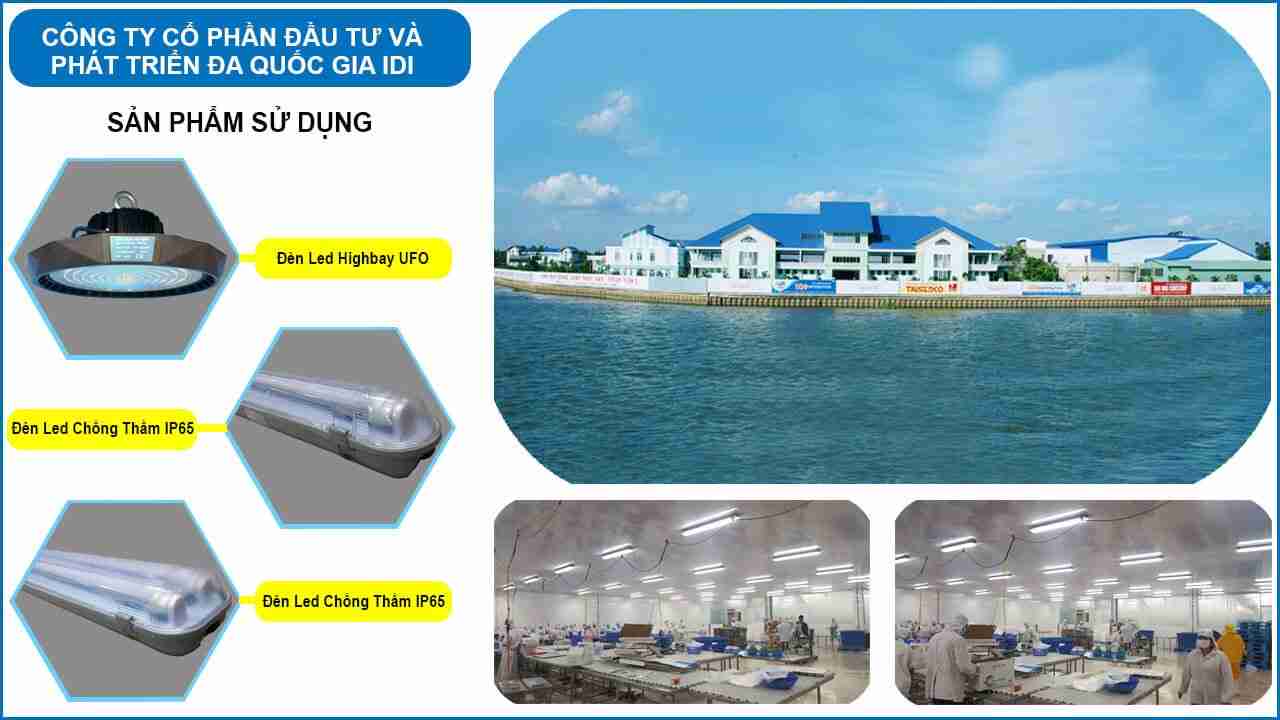 CÔNG TY CỔ PHẦN ĐẦU TƯ VÀ
PHÁT TRIỂN ĐA QUỐC GIA IDI
SẢN PHẨM SỬ DỤNG
Đèn Led Highbay UFO
Đèn Led Chống Thấm IP65
Đèn Led Chống Thấm IP65